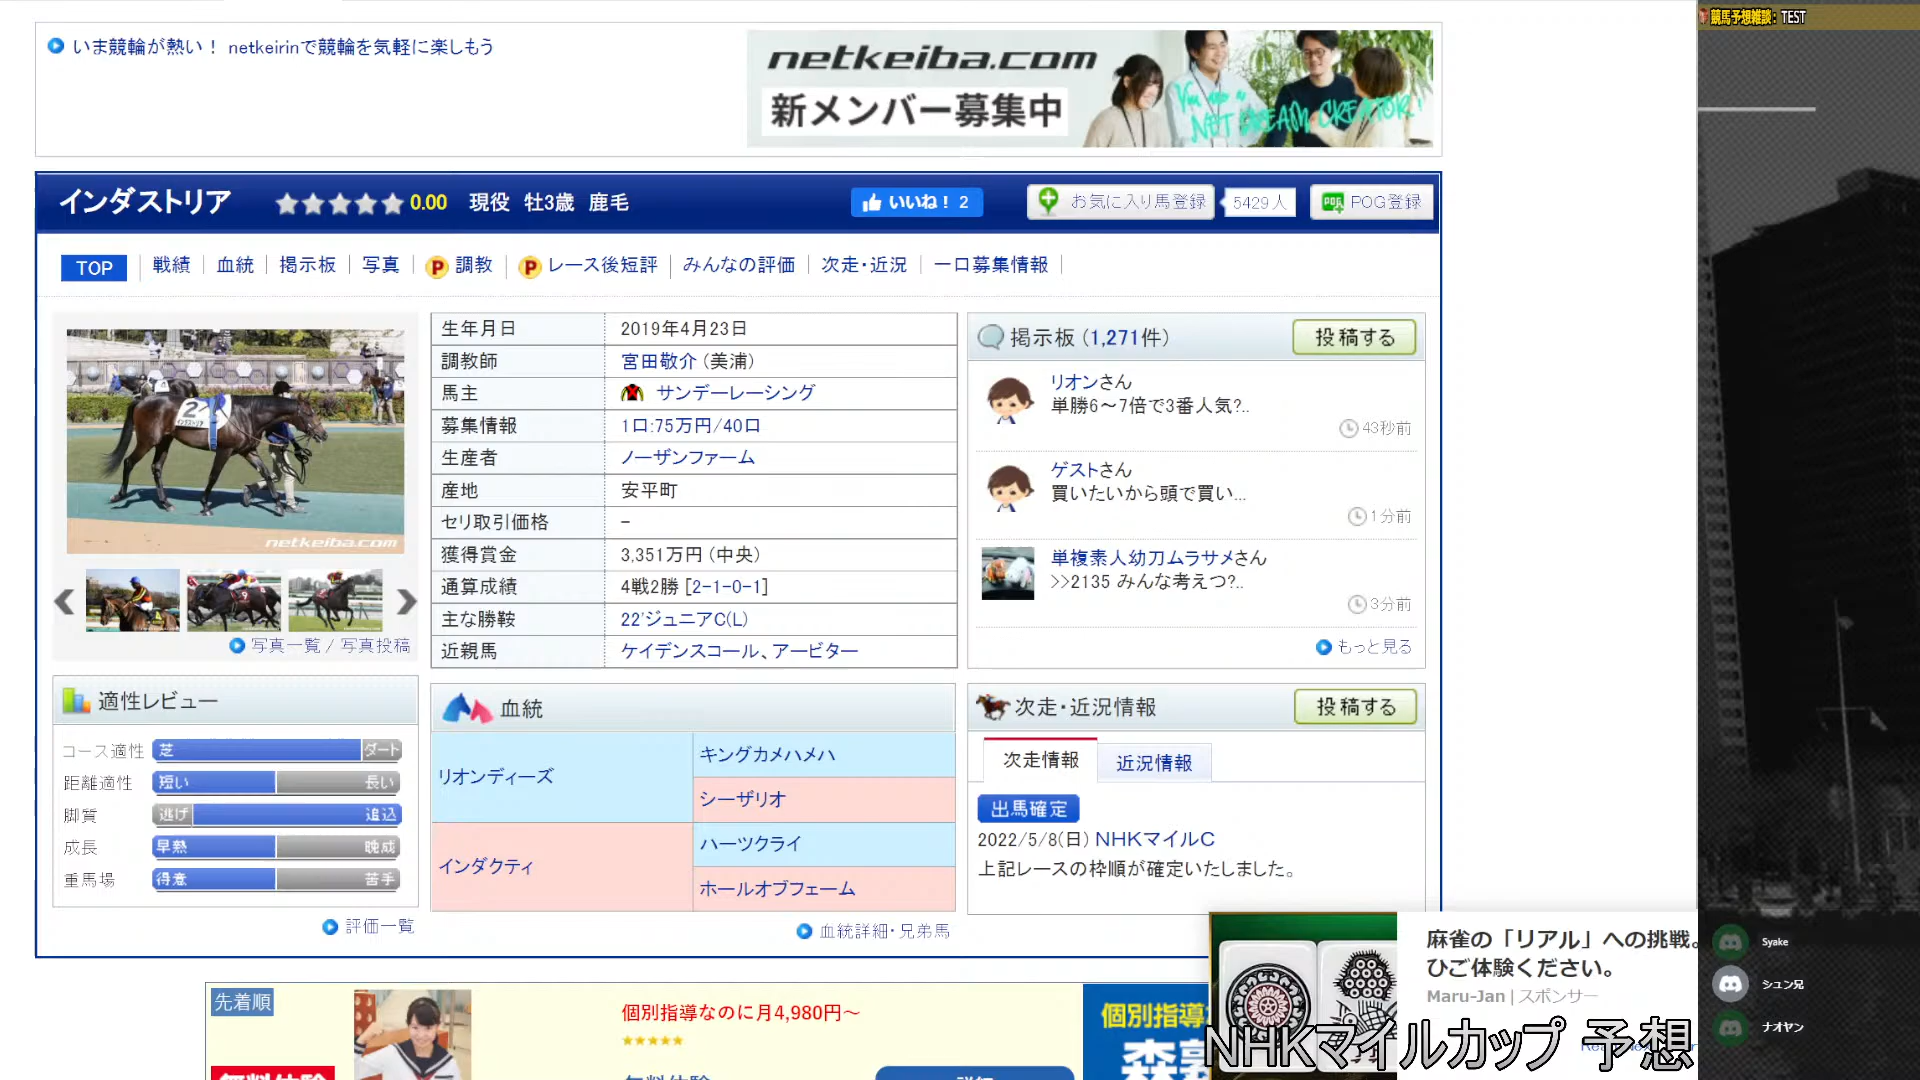 いま競輪が熱い！ netkeirinで競輪を気軽に楽しもう
netkeiba.com
新メンバー募集中
NET DREAM CREATOR!
競馬予想雑談：TEST
インダストリア 0.00 現役 牡3歳 鹿毛
いいね！ 2
お気に入り馬登録 5429人
POG登録
TOP 戦績 血統 掲示板 写真 調教 レース後短評 みんなの評価 次走・近況 一口募集情報
netkeiba.com
写真一覧 / 写真投稿
生年月日 2019年4月23日
調教師 宮田敬介 (美浦)
馬主 サンデーレーシング
募集情報 1口:75万円/40口
生産者 ノーザンファーム
産地 安平町
セリ取引価格 -
獲得賞金 3,351万円 (中央)
通算成績 4戦2勝 [2-1-0-1]
主な勝鞍 22'ジュニアC(L)
近親馬 ケイデンスコール、アービター
掲示板 (1,271件) 投稿する
リオンさん
単勝6～7倍で3番人気?..
43秒前
ゲストさん
買いたいから頭で買い...
1分前
単複素人幼刀ムラサメさん
>>2135 みんな考えつ?..
3分前
もっと見る
適性レビュー
コース適性 芝 ダート
距離適性 短い 長い
脚質 逃げ 追込
成長 早熟 晩成
重馬場 得意 苦手
評価一覧
血統
リオンディーズ
キングカメハメハ
シーザリオ
インダクティ
ハーツクライ
ホールオブフェーム
血統詳細・兄弟馬
次走・近況情報 投稿する
次走情報 近況情報
出馬確定
2022/5/8(日) NHKマイルC
上記レースの枠順が確定いたしました。
先着順
個別指導なのに月4,980円～
個別指導
麻雀の「リアル」への挑戦。
ひご体験ください。
Maru-Jan | スポンサー
NHKマイルカップ 予想
Syake
シュン兄
ナオヤン